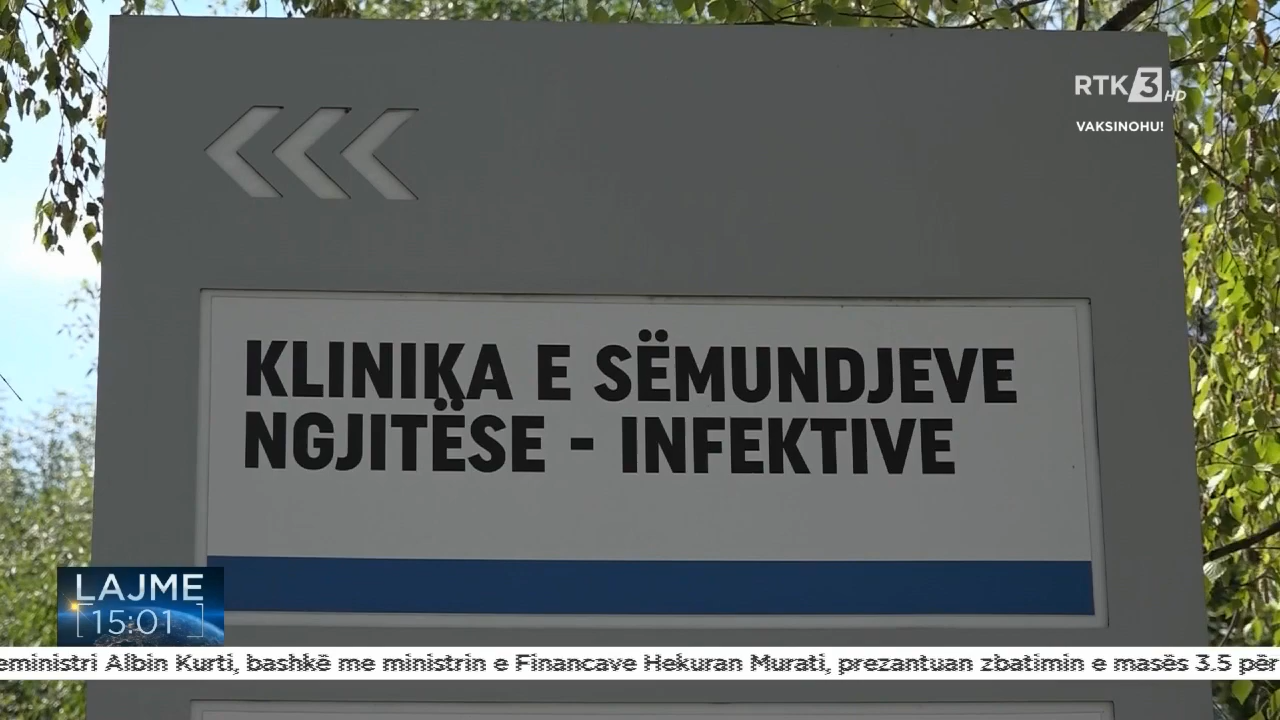 RTK 3 HD
VAKSINOHU!
KLINIKA E SËMUNDJEVE
NGJITËSE - INFEKTIVE
LAJME
15:01
eministri Albin Kurti, bashkë me ministrin e Financave Hekuran Murati, prezantuan zbatimin e masës 3.5 për